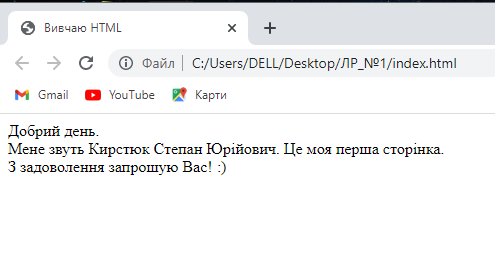 Вивчаю HTML
Файл | C:/Users/DELL/Desktop/ЛР_№1/index.html
Gmail YouTube Карти
Добрий день.
Мене звуть Кирстюк Степан Юрійович. Це моя перша сторінка.
З задоволення запрошую Вас! :)